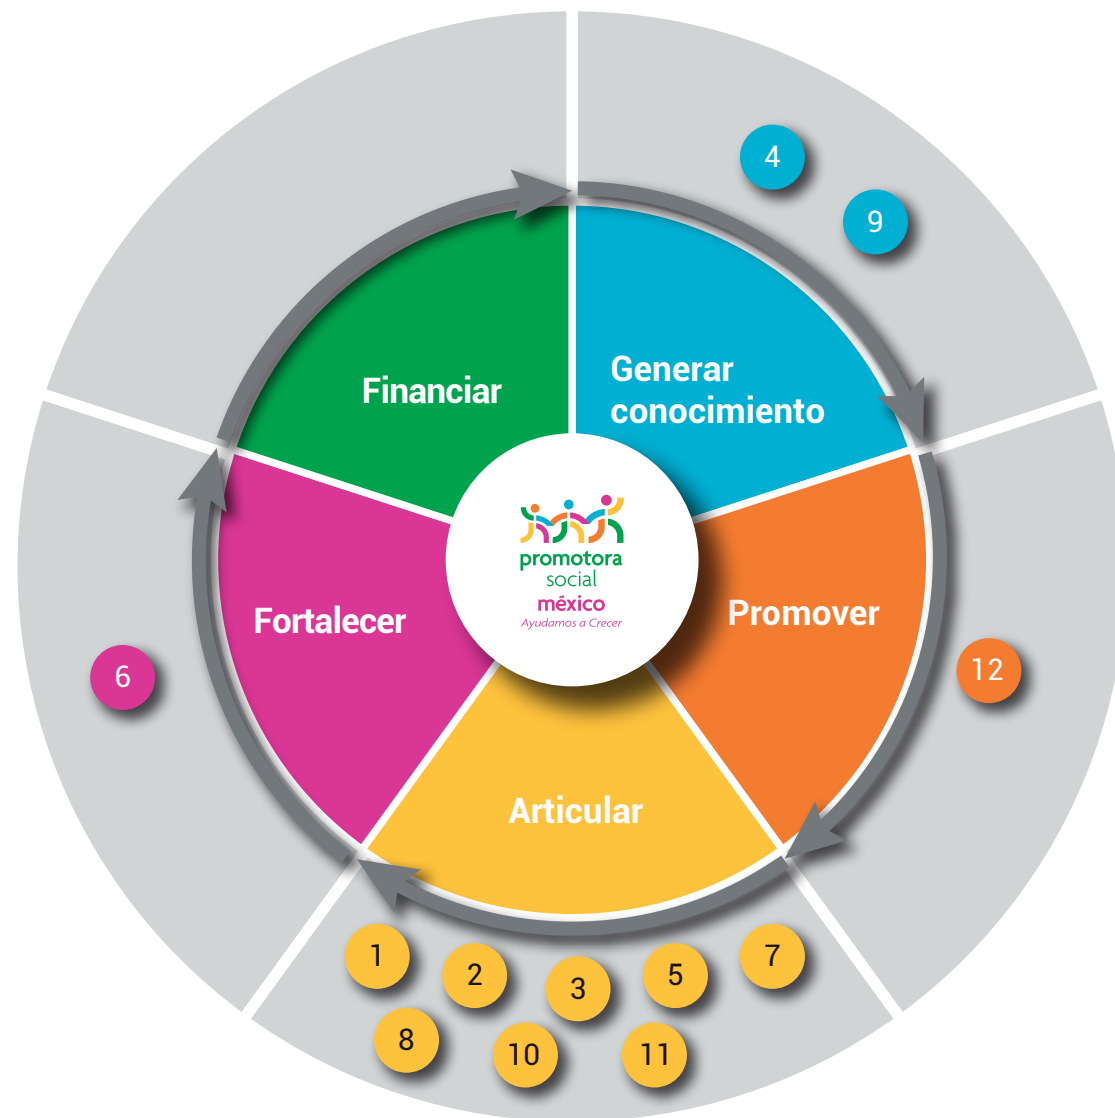 4
9
Financiar
Generar
conocimiento
promotora
social
méxico
Ayudamos a Crecer
Fortalecer
Promover
6
12
Articular
1
2
3
5
7
8
10
11